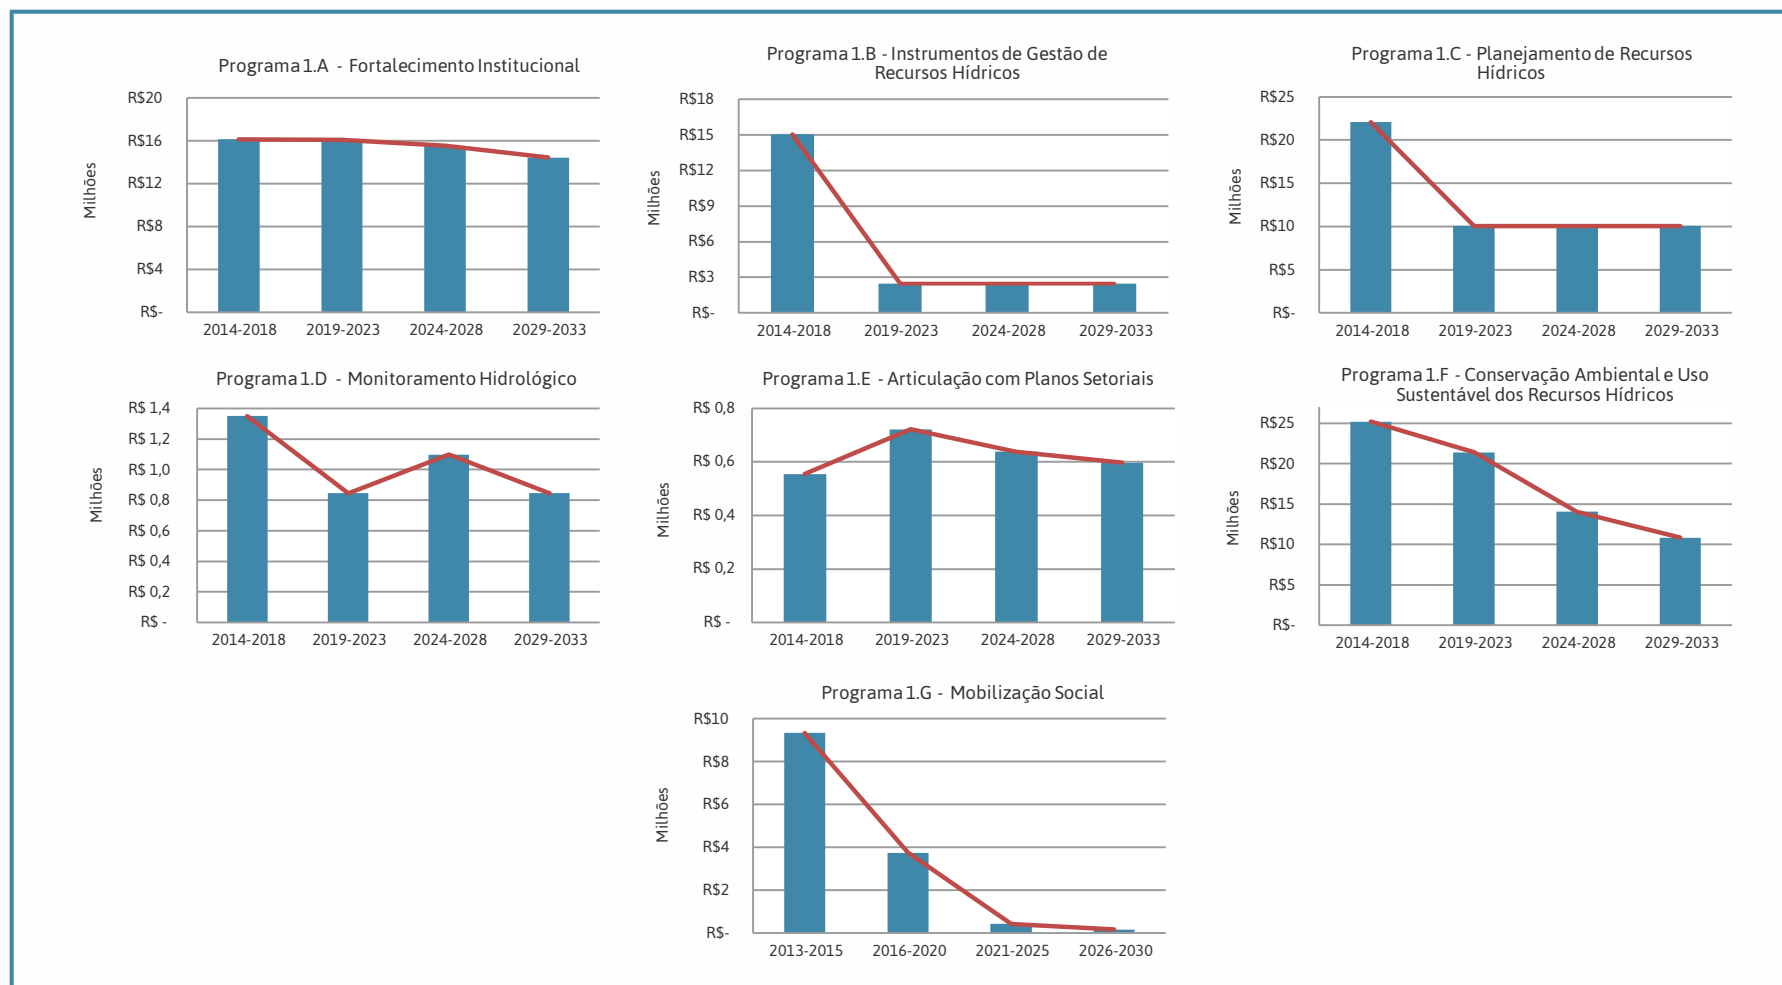 Programa 1.A - Fortalecimento Institucional
R$20
R$16
R$12
R$8
R$4
R$-
Milhões
2014-2018 2019-2023 2024-2028 2029-2033
Programa 1.B - Instrumentos de Gestão de
Recursos Hídricos
R$18
R$15
R$12
R$9
R$6
R$3
R$-
Milhões
2014-2018 2019-2023 2024-2028 2029-2033
Programa 1.C - Planejamento de Recursos
Hídricos
R$25
R$20
R$15
R$10
R$5
R$-
Milhões
2014-2018 2019-2023 2024-2028 2029-2033
Programa 1.D - Monitoramento Hidrológico
R$ 1,4
R$ 1,2
R$ 1,0
R$ 0,8
R$ 0,6
R$ 0,4
R$ 0,2
R$ -
Milhões
2014-2018 2019-2023 2024-2028 2029-2033
Programa 1.E - Articulação com Planos Setoriais
R$ 0,8
R$ 0,6
R$ 0,4
R$ 0,2
R$ -
Milhões
2014-2018 2019-2023 2024-2028 2029-2033
Programa 1.F - Conservação Ambiental e Uso
Sustentável dos Recursos Hídricos
R$25
R$20
R$15
R$10
R$5
R$-
Milhões
2014-2018 2019-2023 2024-2028 2029-2033
Programa 1.G - Mobilização Social
R$10
R$8
R$6
R$4
R$2
R$-
Milhões
2013-2015 2016-2020 2021-2025 2026-2030